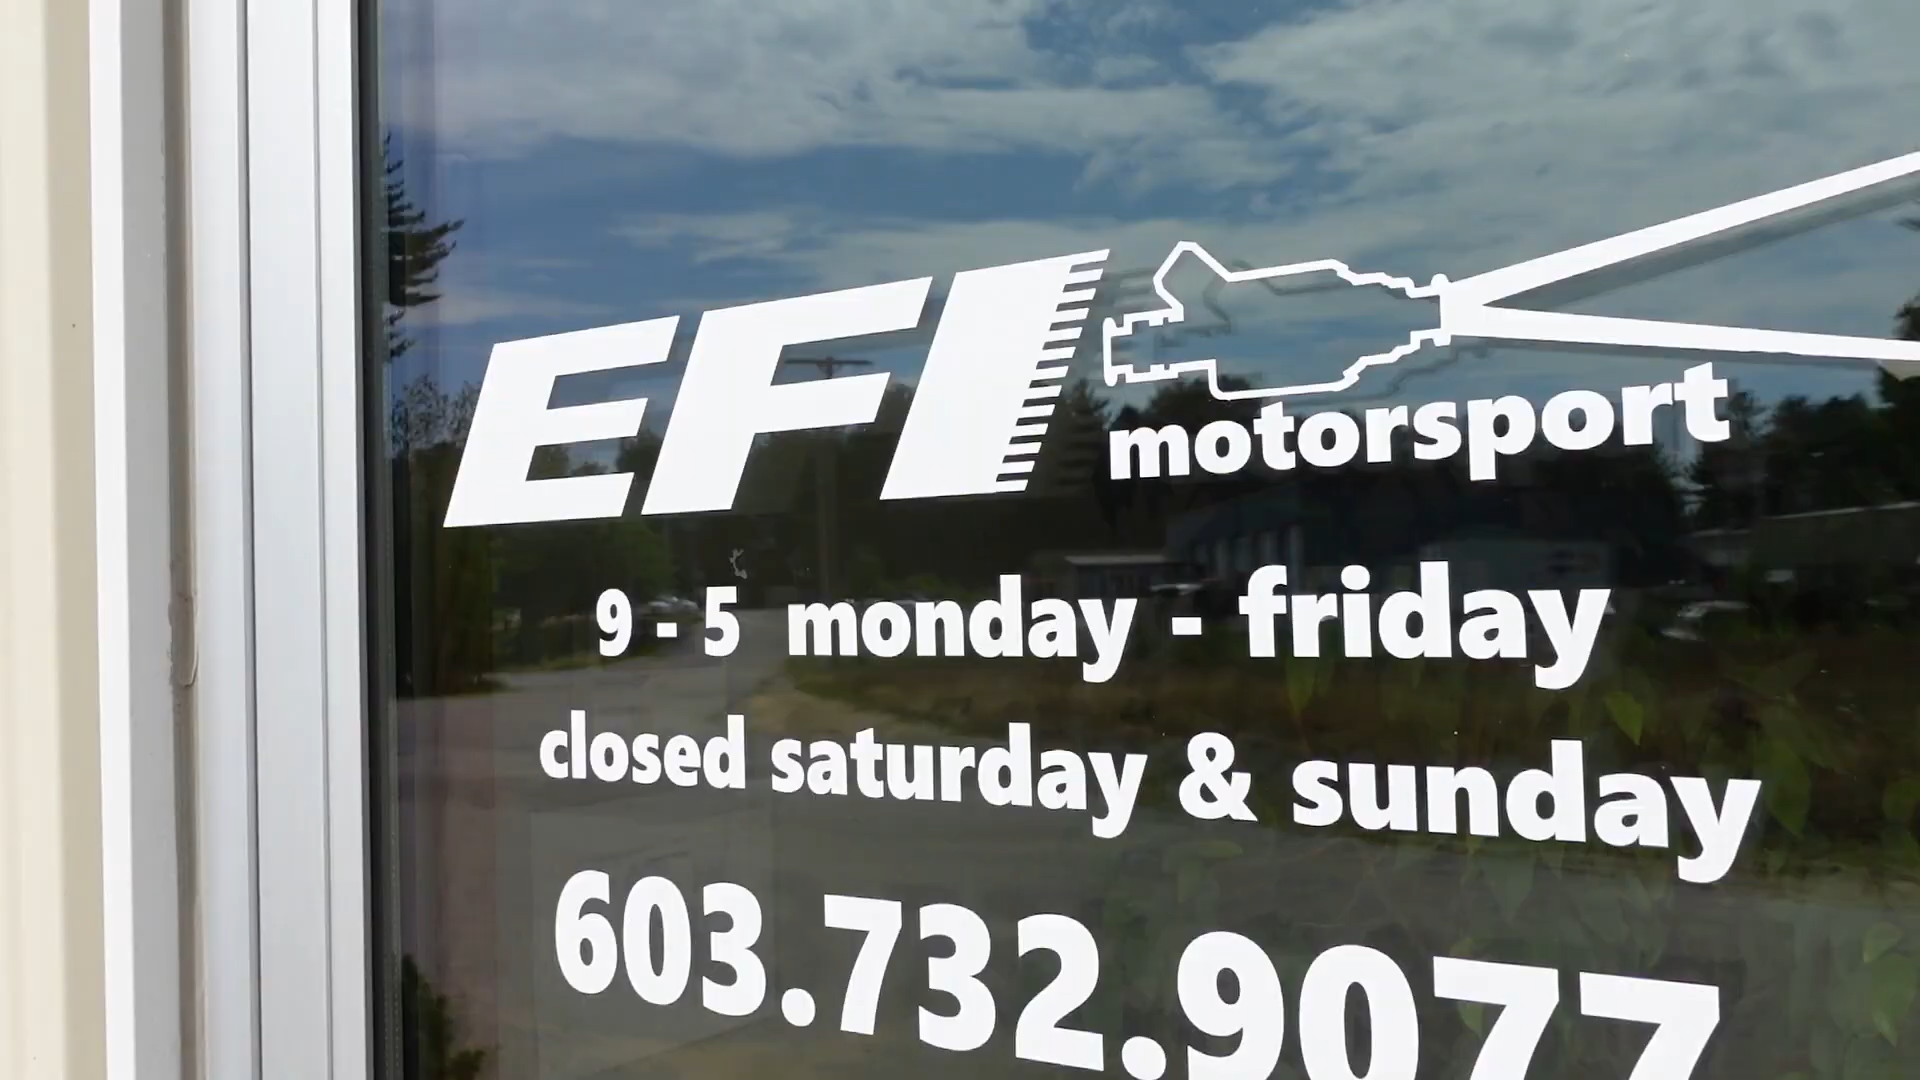 EFI motorsport
9 - 5 monday - friday
closed saturday & sunday
603.732.9077